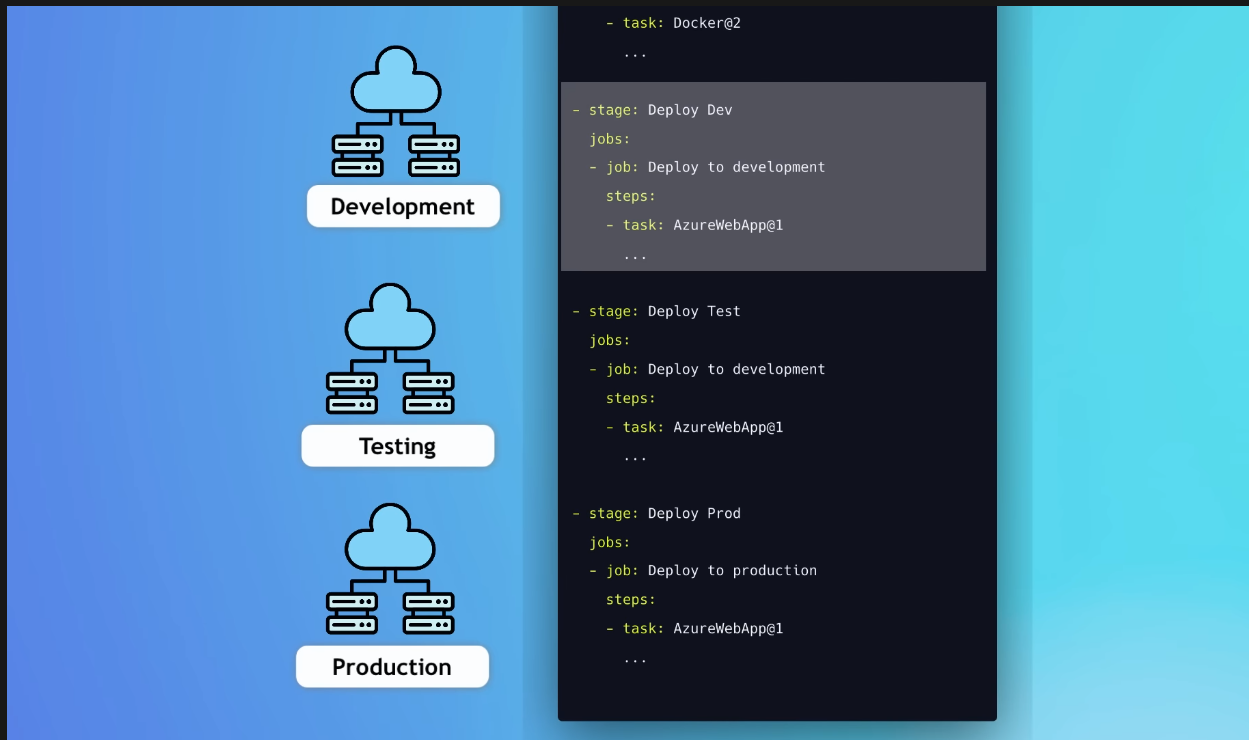 - task: Docker@2
...
- stage: Deploy Dev
jobs:
- job: Deploy to development
steps:
- task: AzureWebApp@1
...
- stage: Deploy Test
jobs:
- job: Deploy to development
steps:
- task: AzureWebApp@1
...
- stage: Deploy Prod
jobs:
- job: Deploy to production
steps:
- task: AzureWebApp@1
...
Development
Testing
Production